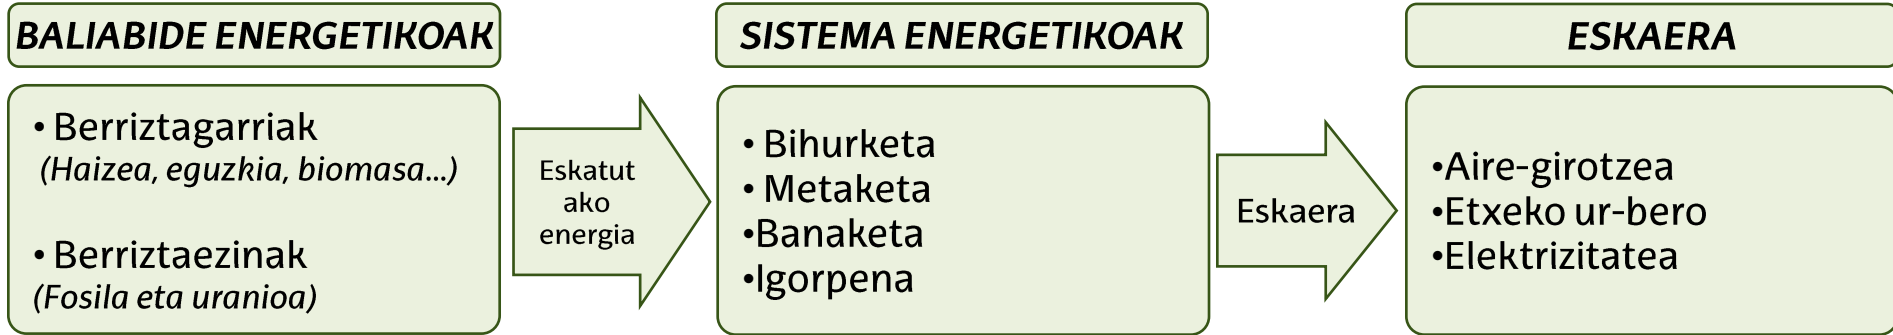 BALIABIDE ENERGETIKOAK
• Berriztagarriak
(Haizea, eguzkia, biomasa...)
• Berriztaezinak
(Fosila eta uranioa)
Eskatut
ako
energia
SISTEMA ENERGETIKOAK
• Bihurketa
• Metaketa
•Banaketa
•Igorpena
Eskaera
ESKAERA
•Aire-girotzea
•Etxeko ur-bero
•Elektrizitatea